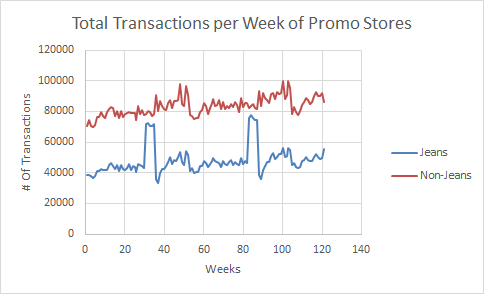 Total Transactions per Week of Promo Stores
120000
100000
80000
60000
40000
20000
0
# Of Transactions
0 20 40 60 80 100 120 140
Weeks
Jeans
Non-Jeans